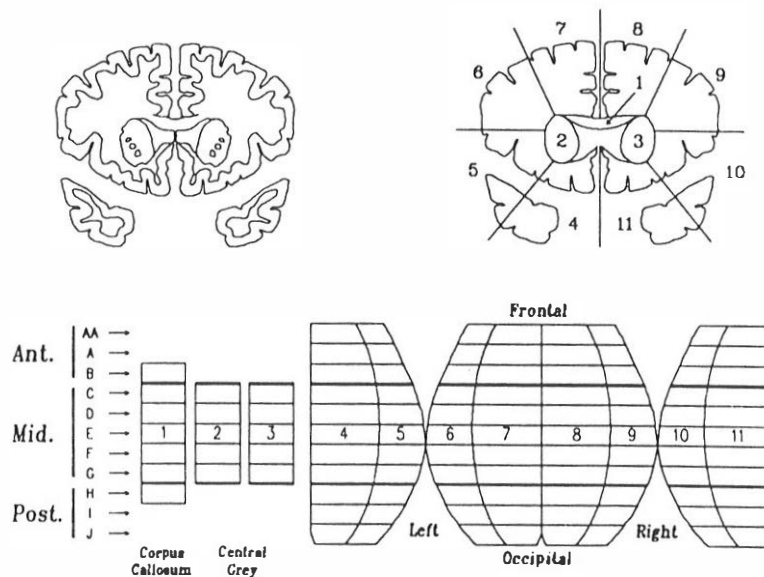 7 8
6 9
1
2 3
5 10
4 11
Frontal
Ant.
AA
A
B
Mid.
C
D
E 1 2 3 4 5 6 7 8 9 10 11
F
G
Post.
H
I
J
Left Right
Corpus Callosum
Central Grey
Occipital